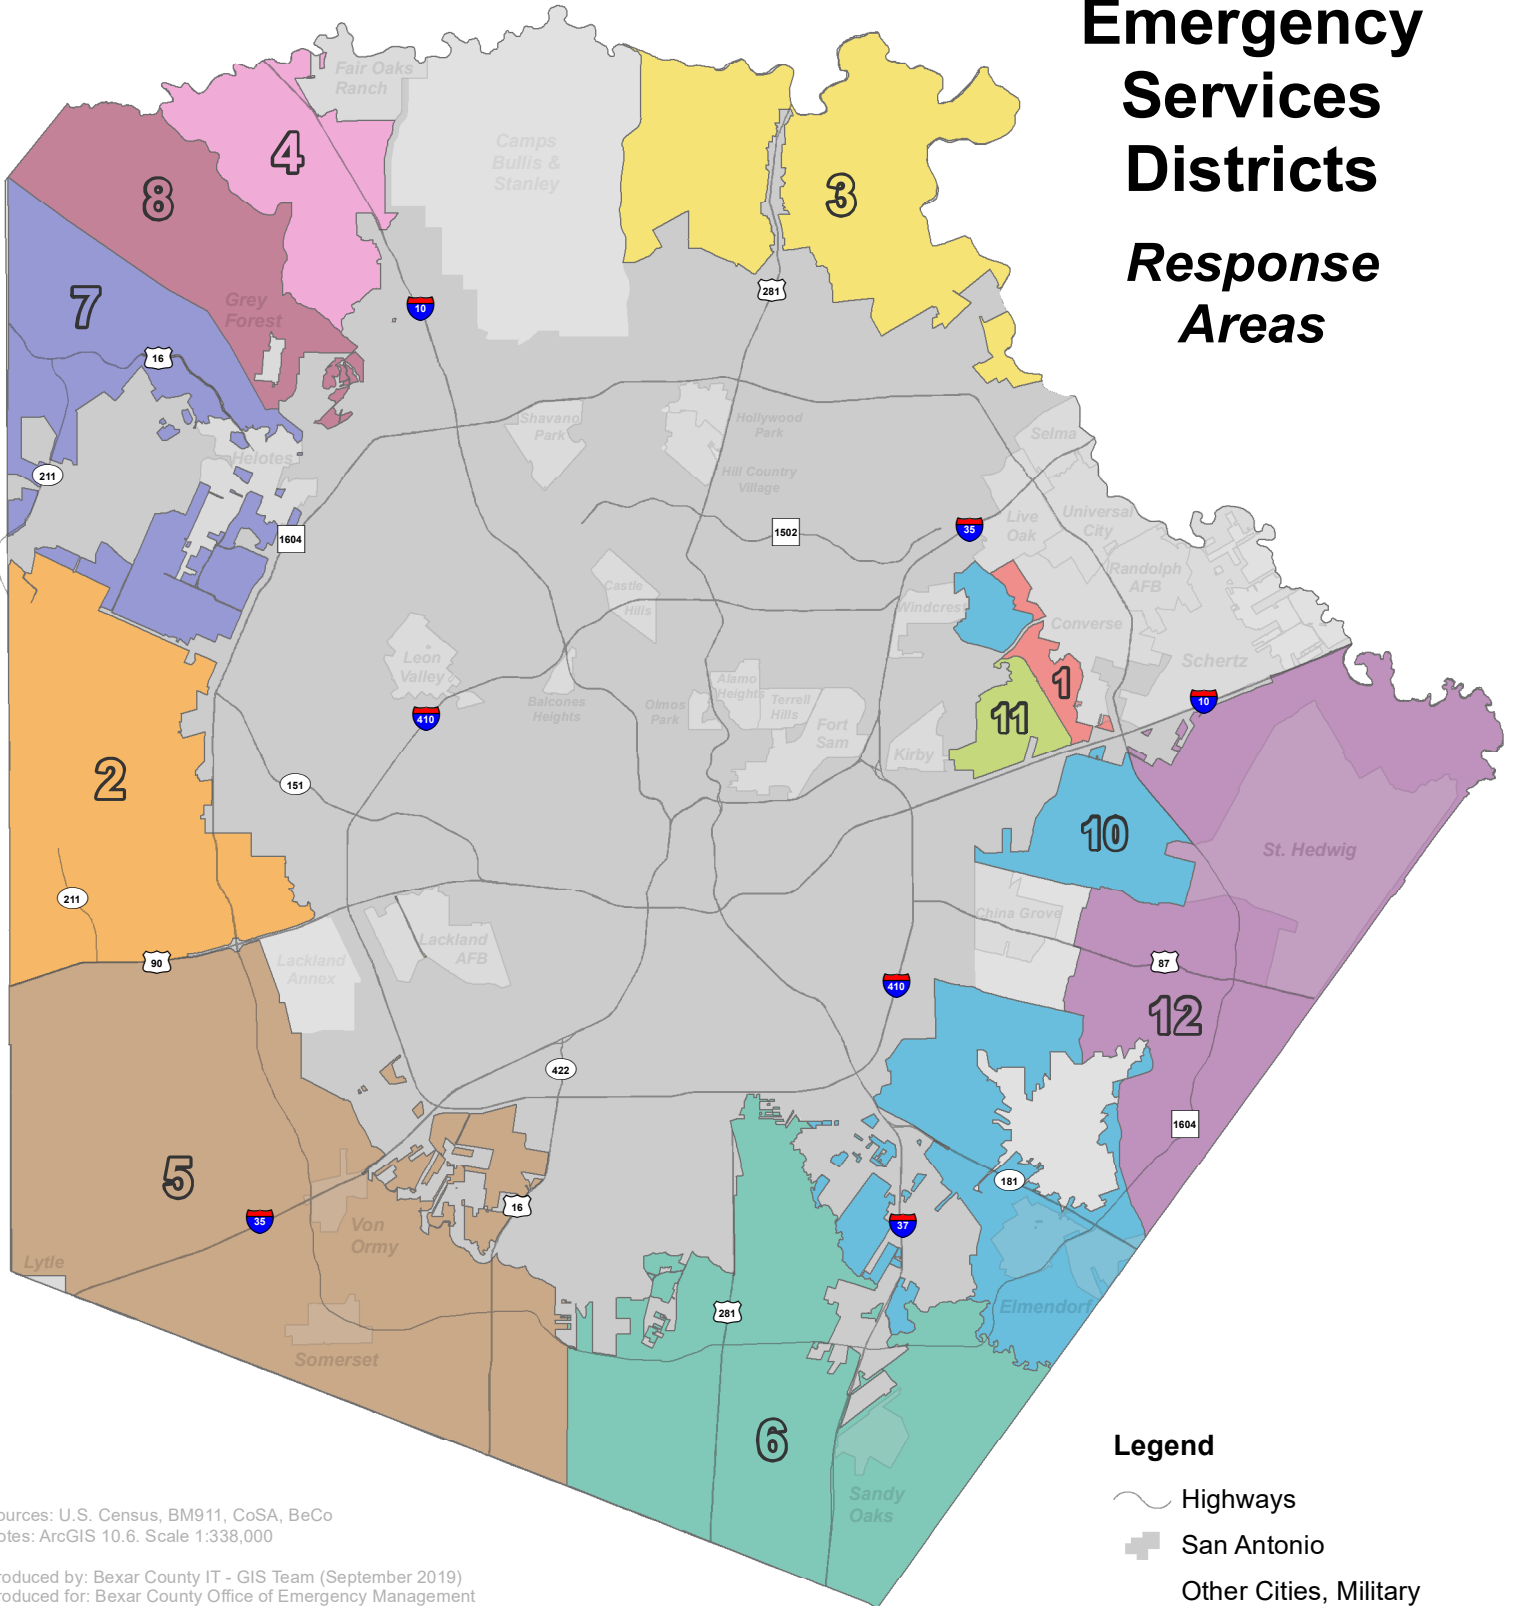 Emergency
Services
Districts
Response
Areas
Fair Oaks
Ranch
Camps
Bullis &
Stanley
4
8
3
7
Grey
Forest
281
10
16
Shavano
Park
Hollywood
Park
Selma
Helotes
Hill Country
Village
211
1604
1502
35
Live
Oak
Universal
City
Randolph
AFB
Castle
Hills
Windcrest
Converse
Leon
Valley
Schertz
1
Alamo
Heights
Terrell
Hills
Balcones
Heights
Olmos
Park
410
10
11
Fort
Sam
Kirby
2
151
10
St. Hedwig
211
China Grove
Lackland
AFB
Lackland
Annex
90
87
410
12
422
1604
5
181
16
35
37
Von
Ormy
Lytle
281
Elmendorf
Somerset
6
Sandy
Oaks
Legend
Highways
San Antonio
Other Cities, Military
ources: U.S. Census, BM911, CoSA, BeCo
otes: ArcGIS 10.6. Scale 1:338,000
roduced by: Bexar County IT - GIS Team (September 2019)
roduced for: Bexar County Office of Emergency Management